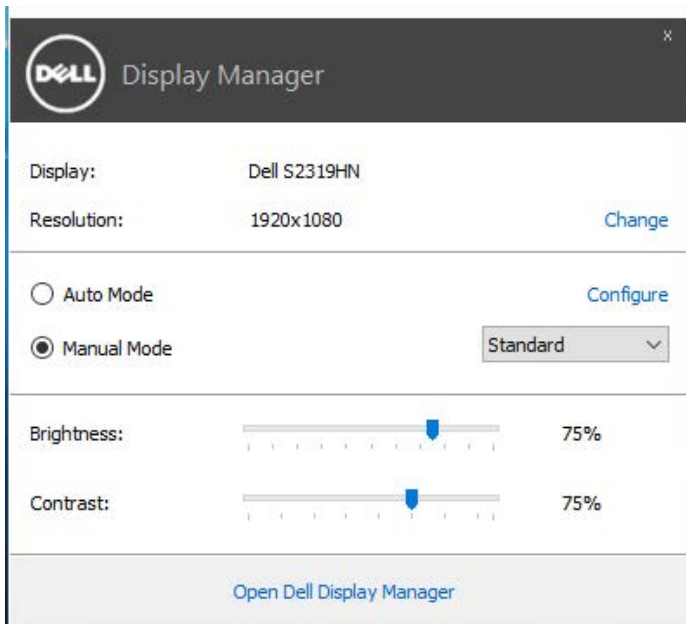 x
DELL Display Manager
Display: Dell S2319HN
Resolution: 1920x1080 Change
Auto Mode Configure
Manual Mode Standard
Brightness: 75%
Contrast: 75%
Open Dell Display Manager